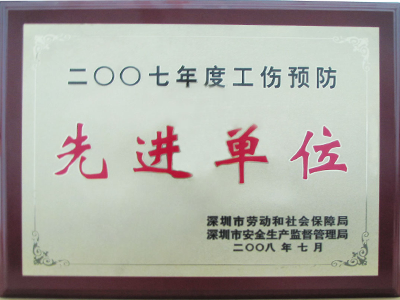 二〇〇七年度工伤预防
先进单位
深圳市劳动和社会保障局
深圳市安全生产监督管理局
二〇〇八年七月